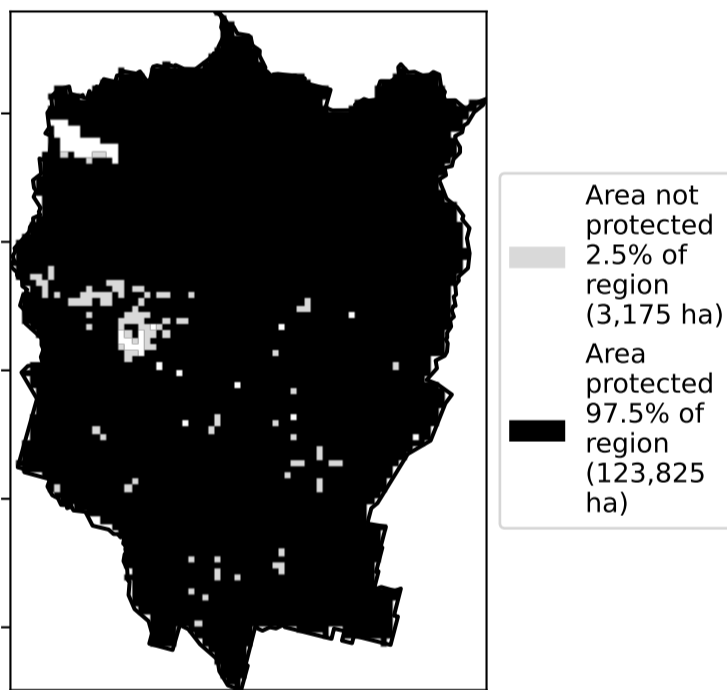 Area not
protected
2.5% of
region
(3,175 ha)
Area
protected
97.5% of
region
(123,825
ha)